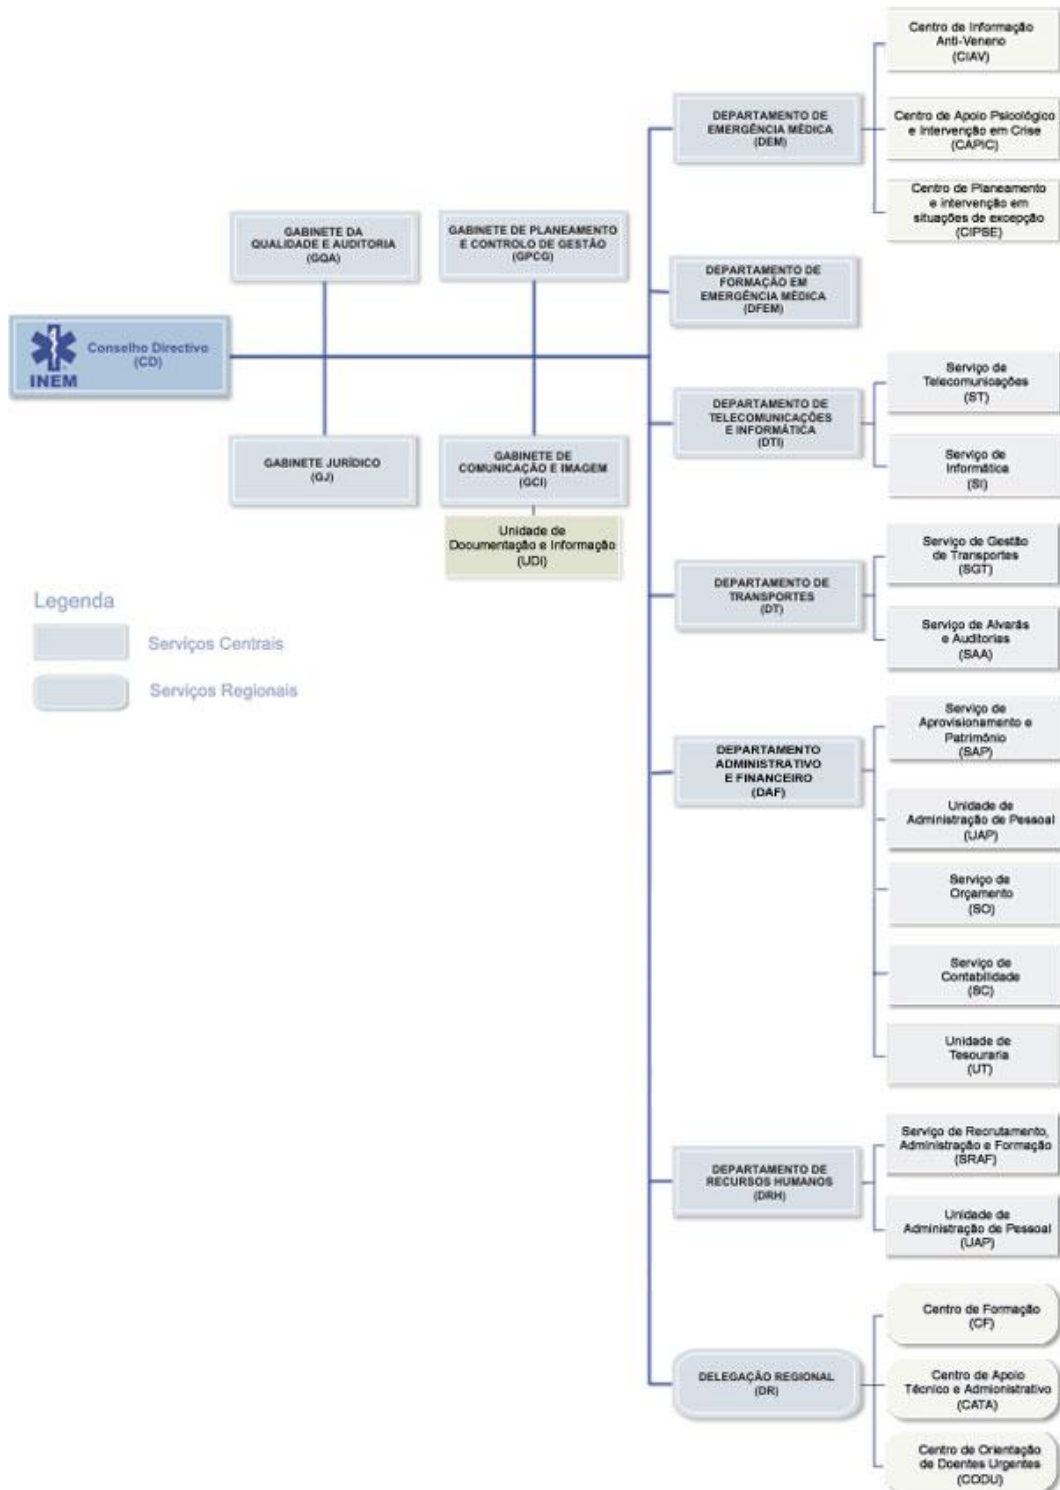 Centro de Informação
Anti-Veneno
(CIAV)
DEPARTAMENTO DE
EMERGÊNCIA MÉDICA
(DEM)
Centro de Apoio Psicológico
e Intervenção em Crise
(CAPIC)
Centro de Planeamento
e intervenção em
situações de excepção
(CIPSE)
GABINETE DA
QUALIDADE E AUDITORIA
(GQA)
GABINETE DE PLANEAMENTO
E CONTROLO DE GESTÃO
(GPCG)
DEPARTAMENTO DE
FORMAÇÃO EM
EMERGÊNCIA MÉDICA
(DFEM)
INEM
Conselho Directivo
(CD)
Serviço de
Telecomunicações
(ST)
DEPARTAMENTO DE
TELECOMUNICAÇÕES
E INFORMÁTICA
(DTI)
GABINETE JURÍDICO
(GJ)
GABINETE DE
COMUNICAÇÃO E IMAGEM
(GCI)
Serviço de
Informática
(SI)
Unidade de
Documentação e Informação
(UDI)
Serviço de Gestão
de Transportes
(SGT)
DEPARTAMENTO DE
TRANSPORTES
(DT)
Serviço de Alvarás
e Auditorias
(SAA)
Legenda
Serviços Centrais
Serviços Regionais
Serviço de
Aprovisionamento e
Património
(SAP)
DEPARTAMENTO
ADMINISTRATIVO
E FINANCEIRO
(DAF)
Unidade de
Administração de Pessoal
(UAP)
Serviço de
Orçamento
(SO)
Serviço de
Contabilidade
(SC)
Unidade de
Tesouraria
(UT)
Serviço de Recrutamento,
Administração e Formação
(SRAF)
DEPARTAMENTO DE
RECURSOS HUMANOS
(DRH)
Unidade de
Administração de Pessoal
(UAP)
Centro de Formação
(CF)
DELEGAÇÃO REGIONAL
(DR)
Centro de Apoio
Técnico e Admionistrativo
(CATA)
Centro de Orientação
de Doentes Urgentes
(CODU)